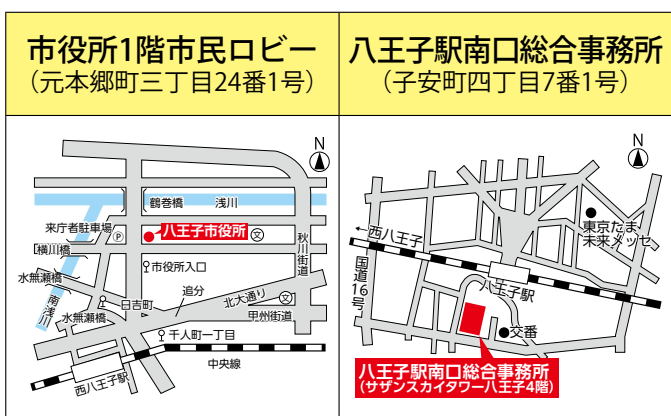 市役所1階市民ロビー
（元本郷町三丁目24番1号）
八王子駅南口総合事務所
（子安町四丁目7番1号）
N
鶴巻橋
浅川
来庁者駐車場
P
八王子市役所
文
横川橋
秋川街道
水無瀬橋
市役所入口
南浅川
追分
北大通り
文
日吉町
水無瀬橋
甲州街道
千人町一丁目
中央線
西八王子駅
N
東京たま
未来メッセ
←西八王子
国道16号
八王子駅
交番
八王子駅南口総合事務所
（サザンスカイタワー八王子4階）